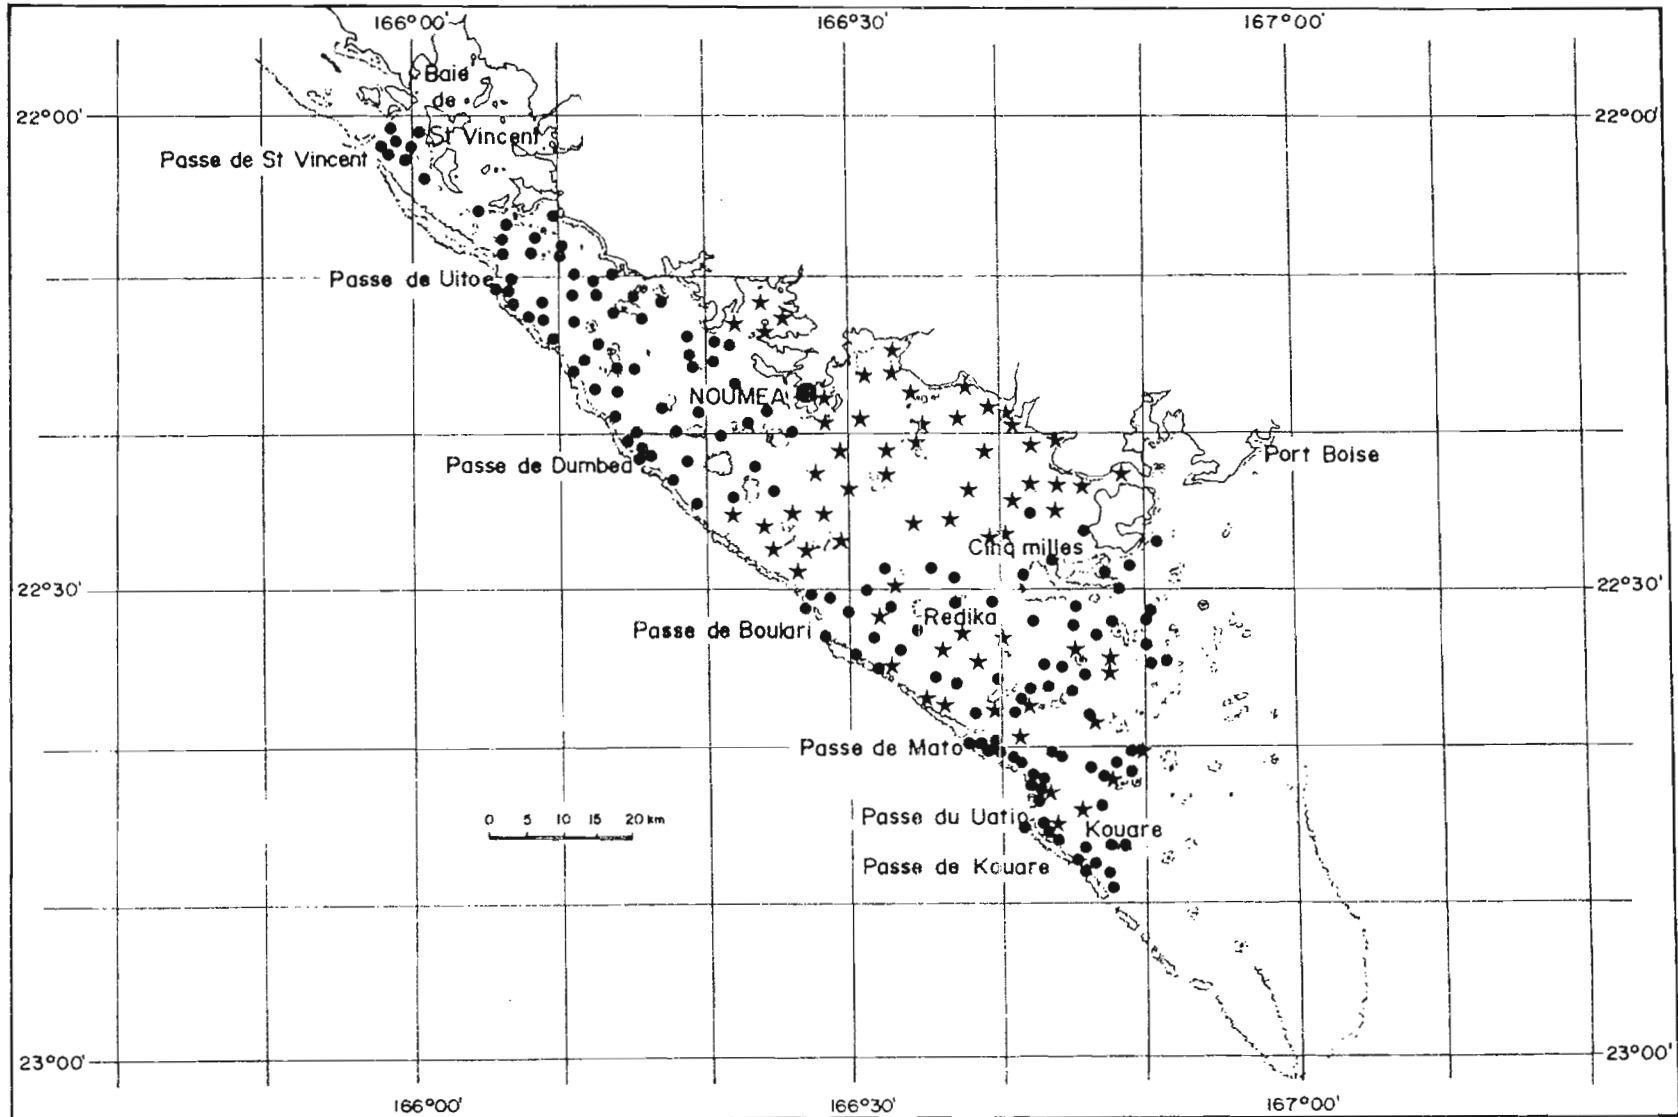 166°00'
166°30'
167°00'
Baie
de
St Vincent
22°00'
22°00'
Passe de St Vincent
Passe de Uitoe
NOUMEA
Passe de Dumbea
Port Boise
Cinq milles
22°30'
22°30'
Redika
Passe de Boulari
Passe de Mato
0 5 10 15 20 km
Passe du Uatio
Kouare
Passe de Kouare
23°00'
23°00'
166°00'
166°30'
167°00'